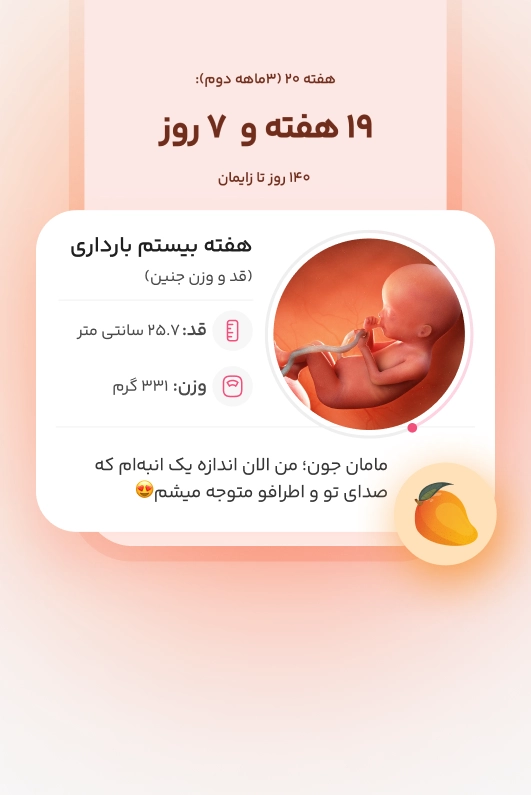 هفته ۲۰ (۳ماهه دوم):
۱۹ هفته و ۷ روز
۱۴۰ روز تا زایمان
هفته بیستم بارداری
(قد و وزن جنین)
قد: ۲۵.۷ سانتی متر
وزن: ۳۳۱ گرم
مامان جون؛ من الان اندازه یک انبه‌ام که
صدای تو و اطرافو متوجه میشم😍